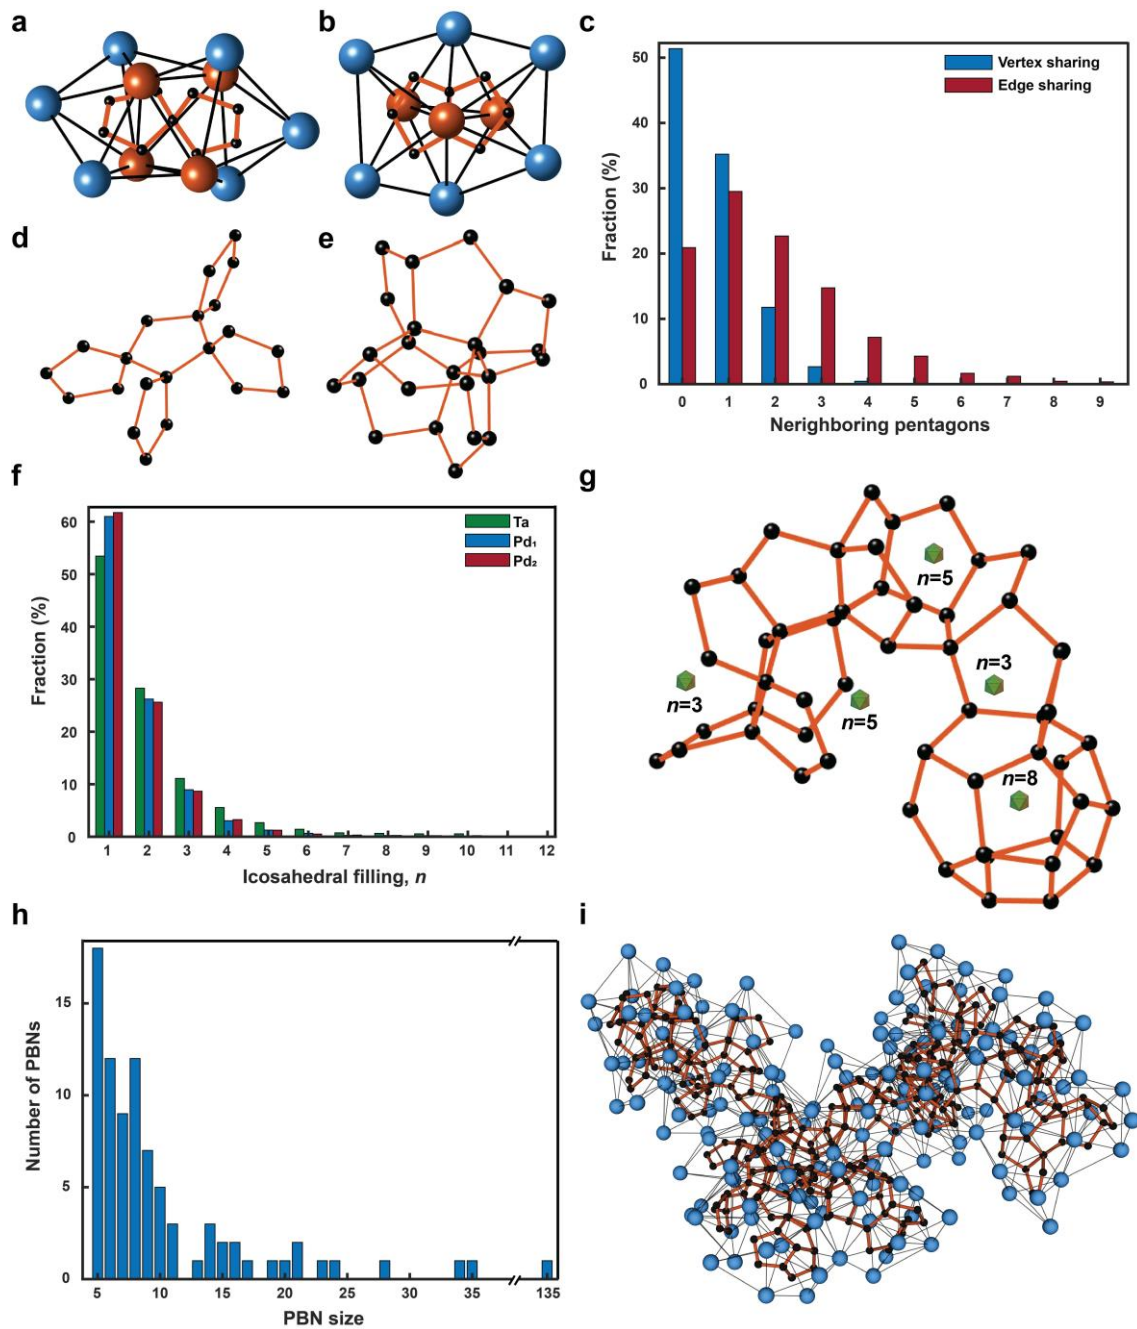 a
b
c
50
40
30
20
10
0
Fraction (%)
Vertex sharing
Edge sharing
0 1 2 3 4 5 6 7 8 9
Nerighboring pentagons
d
e
f
60
50
40
30
20
10
0
Fraction (%)
Ta
Pd₁
Pd₂
1 2 3 4 5 6 7 8 9 10 11 12
Icosahedral filling, n
g
n=5
n=3
n=3
n=5
n=8
h
15
10
5
0
Number of PBNs
5 10 15 20 25 30 35 135
PBN size
i